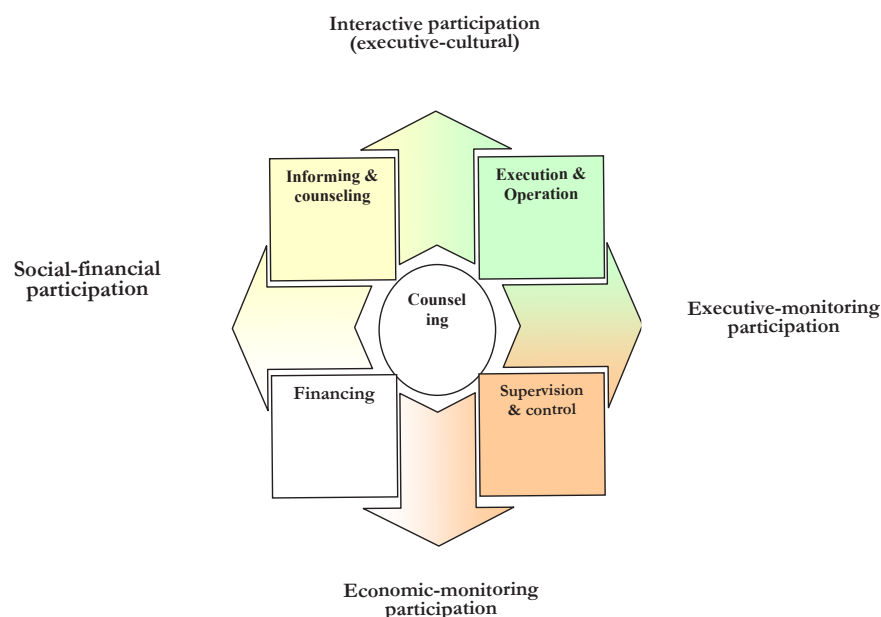 Interactive participation
(executive-cultural)
Informing &
counseling
Execution &
Operation
Social-financial
participation
Counsel
ing
Executive-monitoring
participation
Financing
Supervision
& control
Economic-monitoring
participation